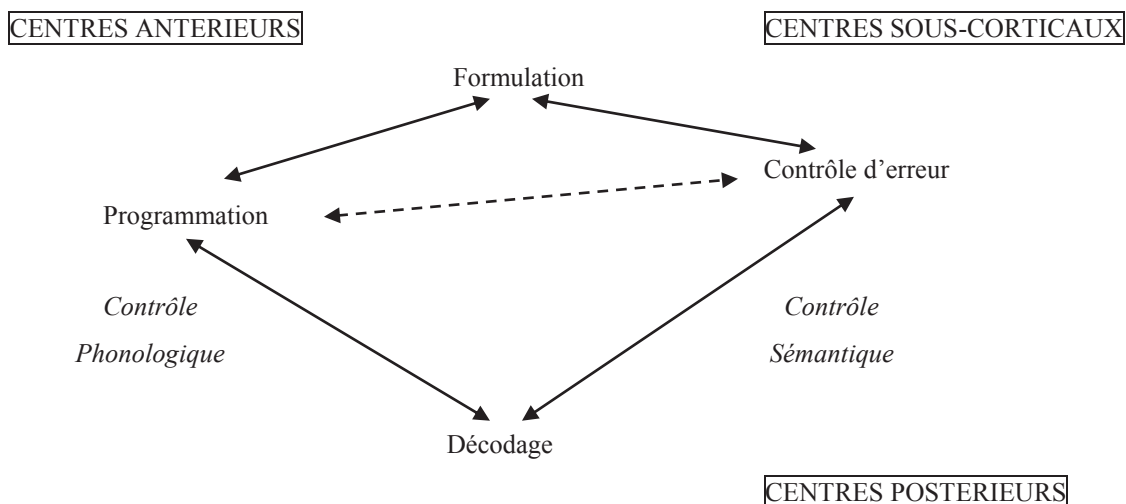 CENTRES ANTERIEURS
CENTRES SOUS-CORTICAUX
Formulation
Contrôle d’erreur
Programmation
Contrôle
Phonologique
Contrôle
Sémantique
Décodage
CENTRES POSTERIEURS